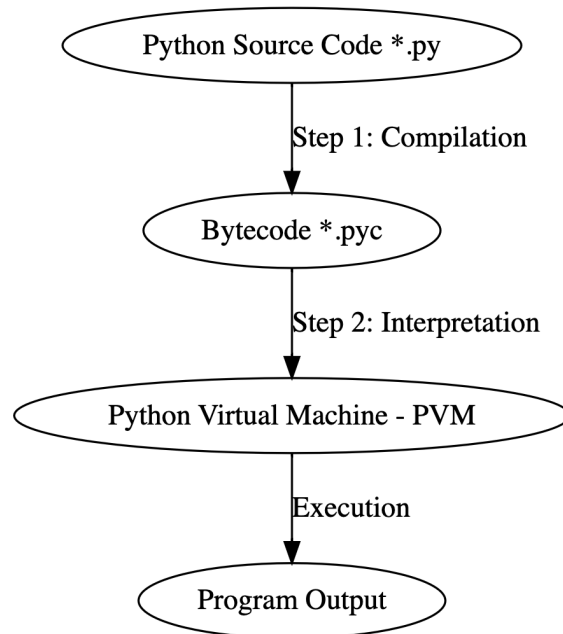 Python Source Code *.py
Step 1: Compilation
Bytecode *.pyc
Step 2: Interpretation
Python Virtual Machine - PVM
Execution
Program Output